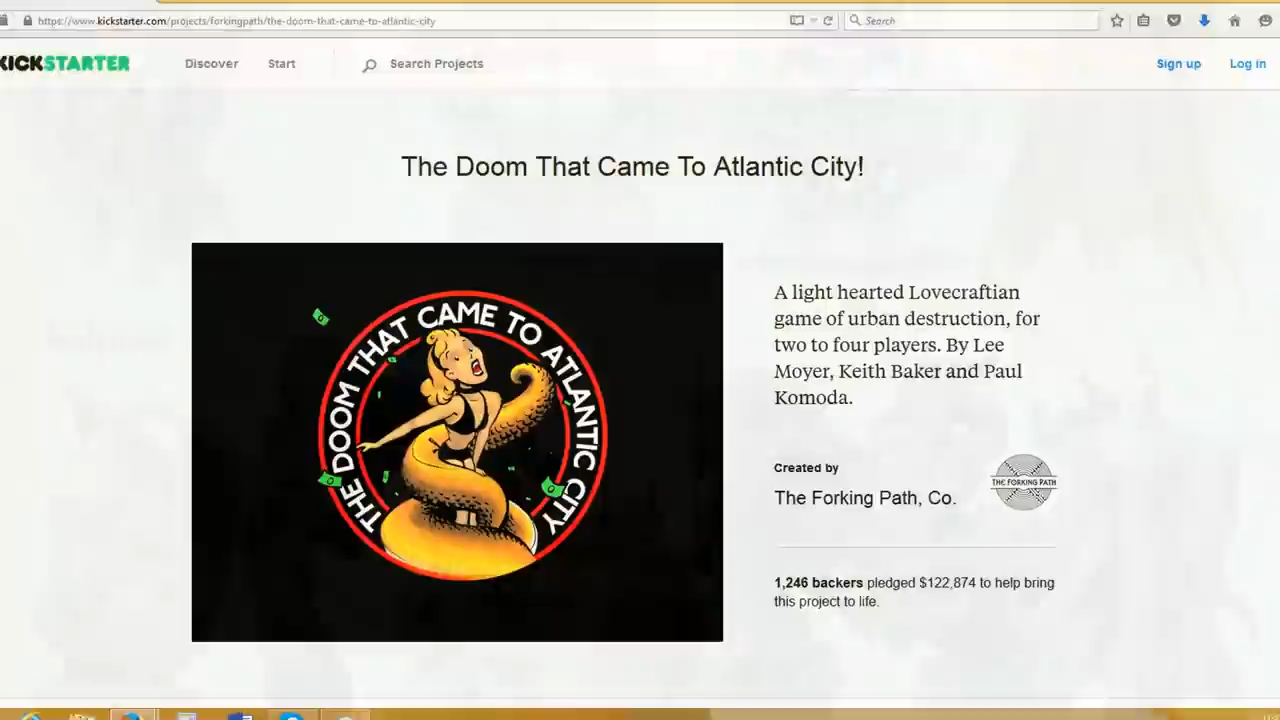 https://www.kickstarter.com/projects/forkingpath/the-doom-that-came-to-atlantic-city
Search
KICKSTARTER
Discover
Start
Search Projects
Sign up
Log in
The Doom That Came To Atlantic City!
THE DOOM THAT CAME TO ATLANTIC CITY
A light hearted Lovecraftian
game of urban destruction, for
two to four players. By Lee
Moyer, Keith Baker and Paul
Komoda.
Created by
The Forking Path, Co.
THE FORKING PATH
1,246 backers pledged $122,874 to help bring
this project to life.